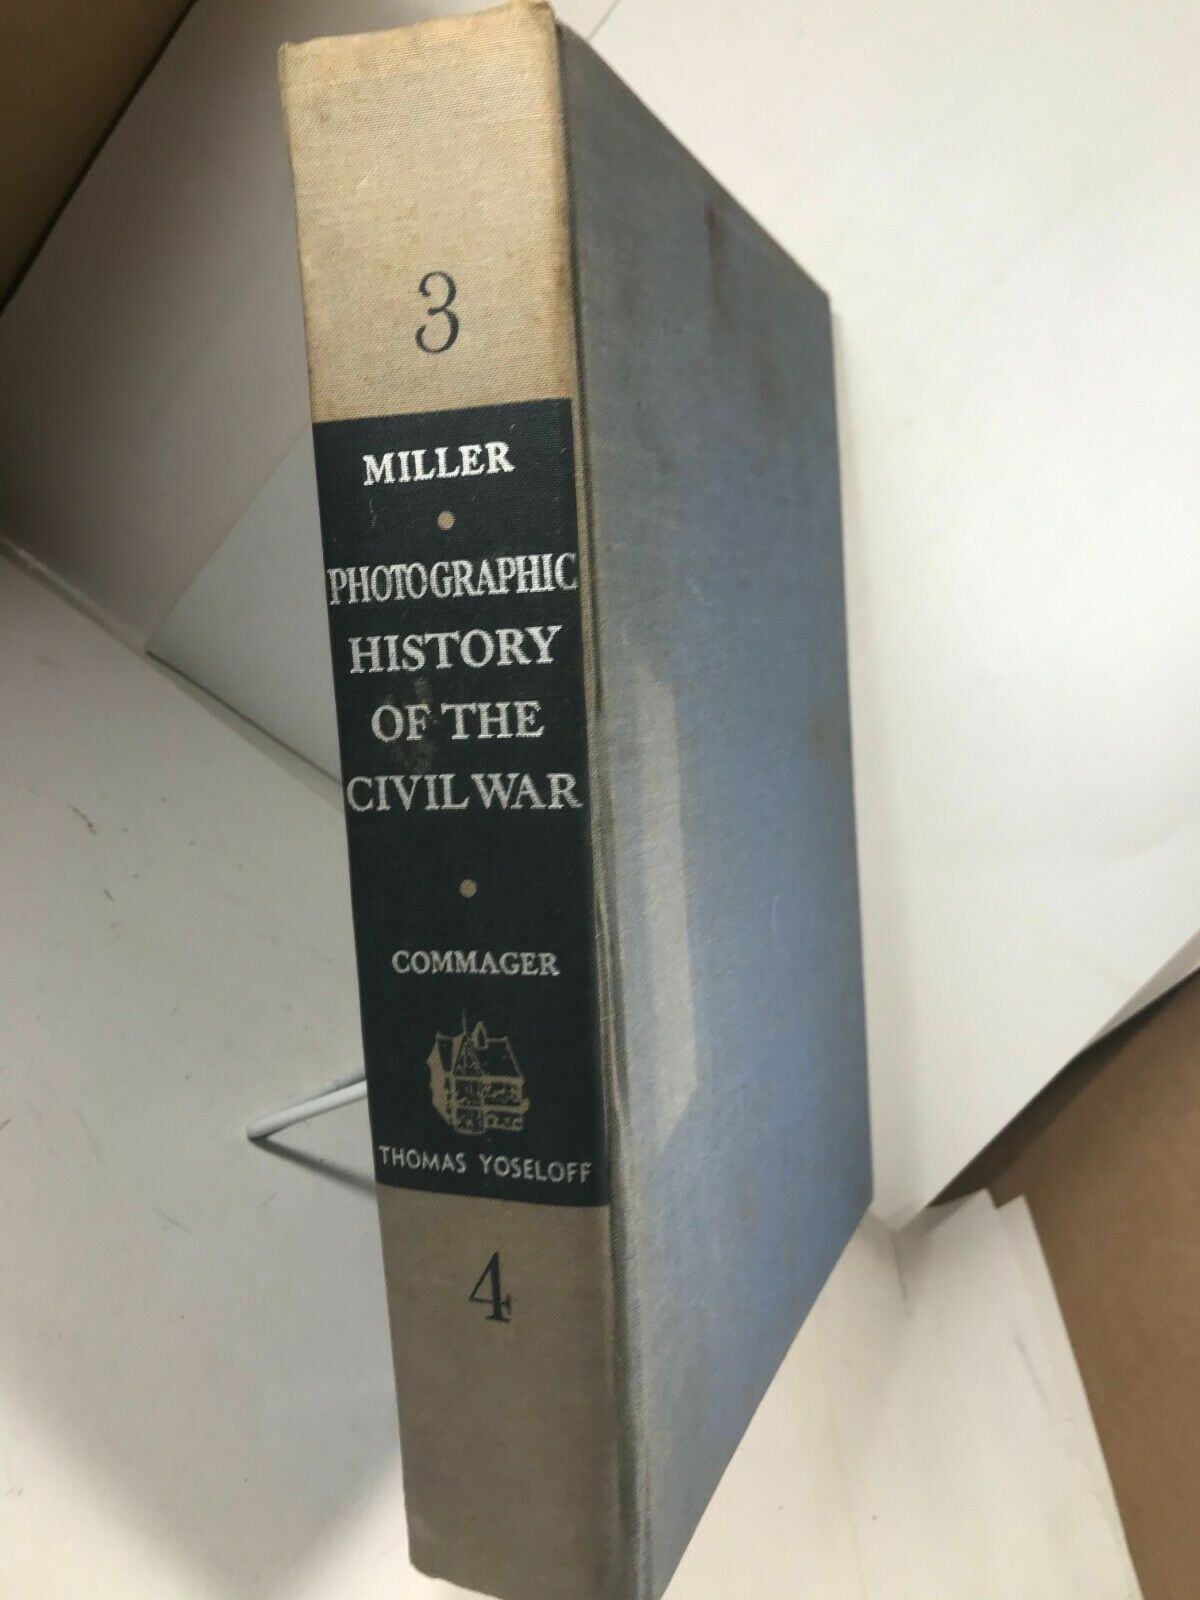 3
MILLER
PHOTOGRAPHIC
HISTORY
OF THE
CIVIL WAR
COMMAGER
THOMAS YOSELOFF
4